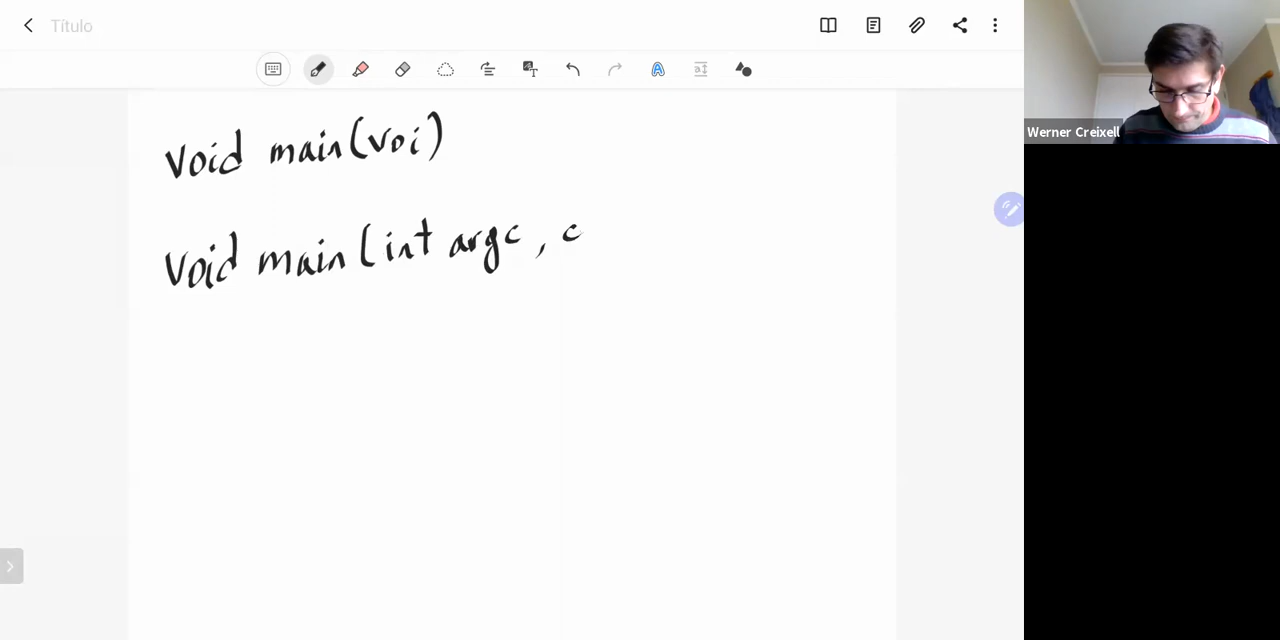 Título
Werner Creixell
void main(voi)
void main(int argc, c